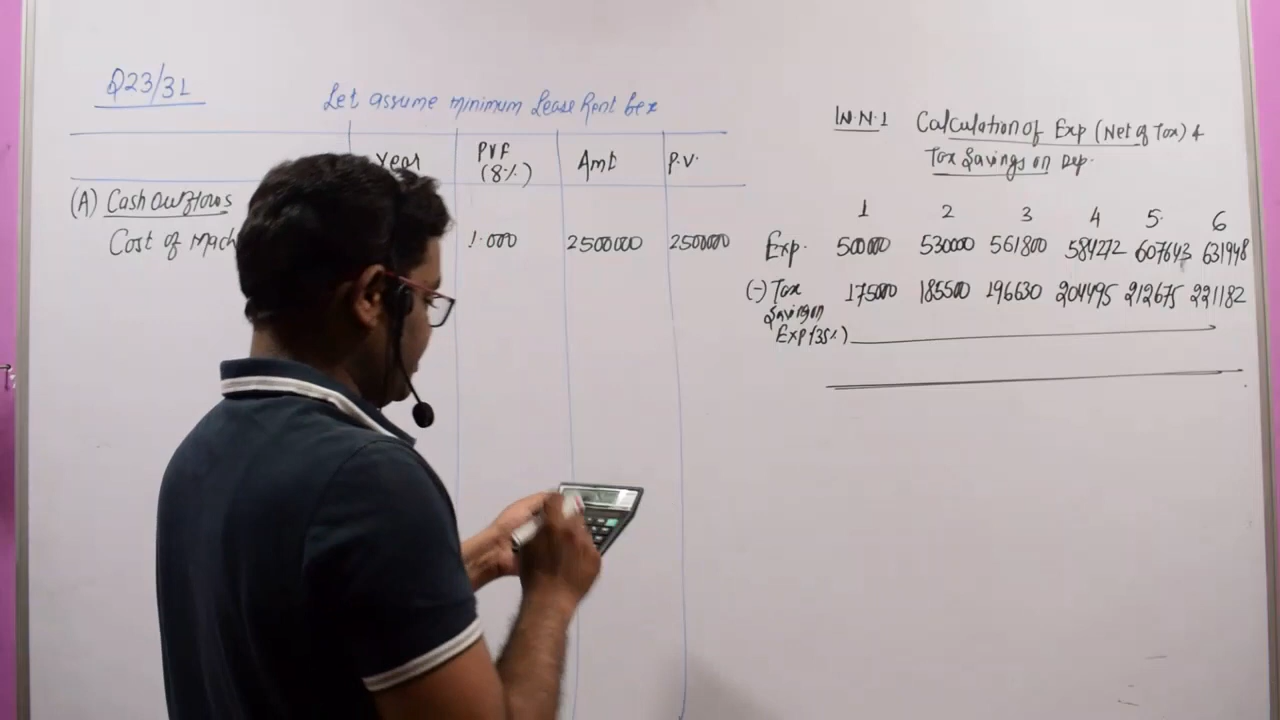 Q23/31
Let assume minimum Lease Rent be x
Year PVF (8%) Amt P.V.
(A) Cash outflows
Cost of Mach 1.000 2500000 2500000
W.N.1 Calculation of Exp (Net of Tax) &
Tax Savings on Dep.
1 2 3 4 5 6
Exp. 500000 530000 561800 584272 607643 631948
(-) Tax 175000 185500 196630 204495 212675 221182
Saving on
Exp (35%)